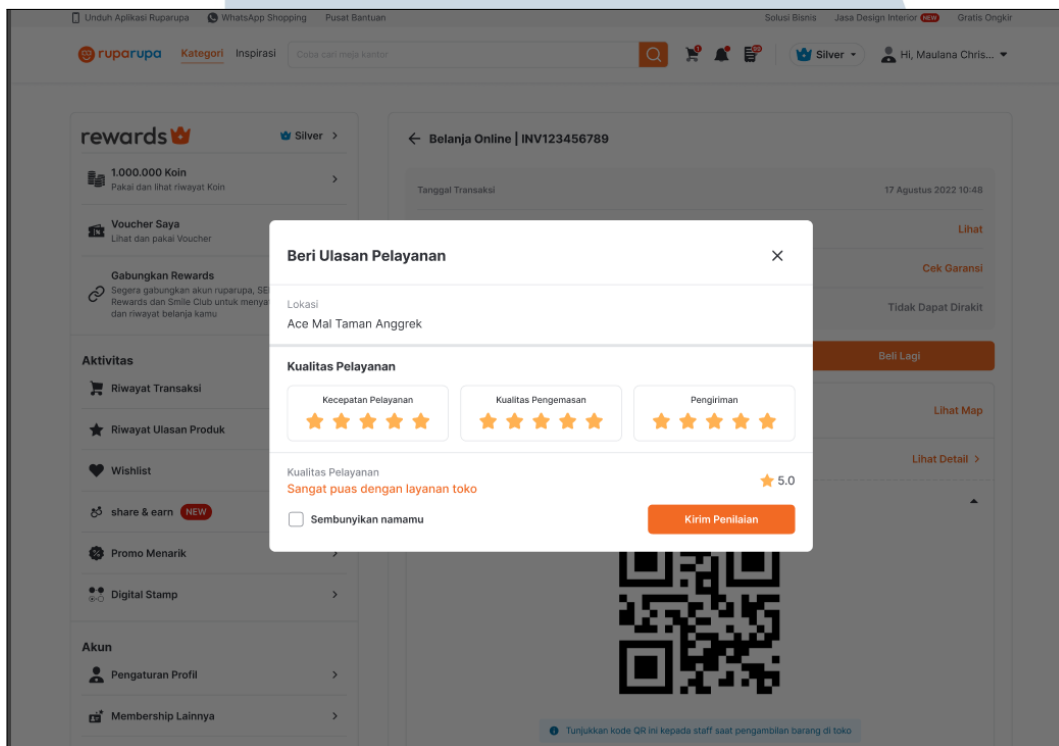 Unduh Aplikasi Ruparupa WhatsApp Shopping Pusat Bantuan Solusi Bisnis Jasa Design Interior NEW Gratis Ongkir
ruparupa Kategori Inspirasi Coba cari meja kantor Silver Hi, Maulana Chris...
rewards Silver
1.000.000 Koin
Pakai dan lihat riwayat Koin
Voucher Saya
Lihat dan pakai Voucher
Gabungkan Rewards
Segera gabungkan akun ruparupa, SE
Rewards dan Smile Club untuk menya
dan riwayat belanja kamu
Aktivitas
Riwayat Transaksi
Riwayat Ulasan Produk
Wishlist
share & earn NEW
Promo Menarik
Digital Stamp
Akun
Pengaturan Profil
Membership Lainnya
Belanja Online | INV123456789
Tanggal Transaksi 17 Agustus 2022 10:48
Lihat
Cek Garansi
Tidak Dapat Dirakit
Beli Lagi
Lihat Map
Lihat Detail
Beri Ulasan Pelayanan
Lokasi
Ace Mal Taman Anggrek
Kualitas Pelayanan
Kecepatan Pelayanan Kualitas Pengemasan Pengiriman
Kualitas Pelayanan
Sangat puas dengan layanan toko 5.0
Sembunyikan namamu Kirim Penilaian
Tunjukkan kode QR ini kepada staff saat pengambilan barang di toko